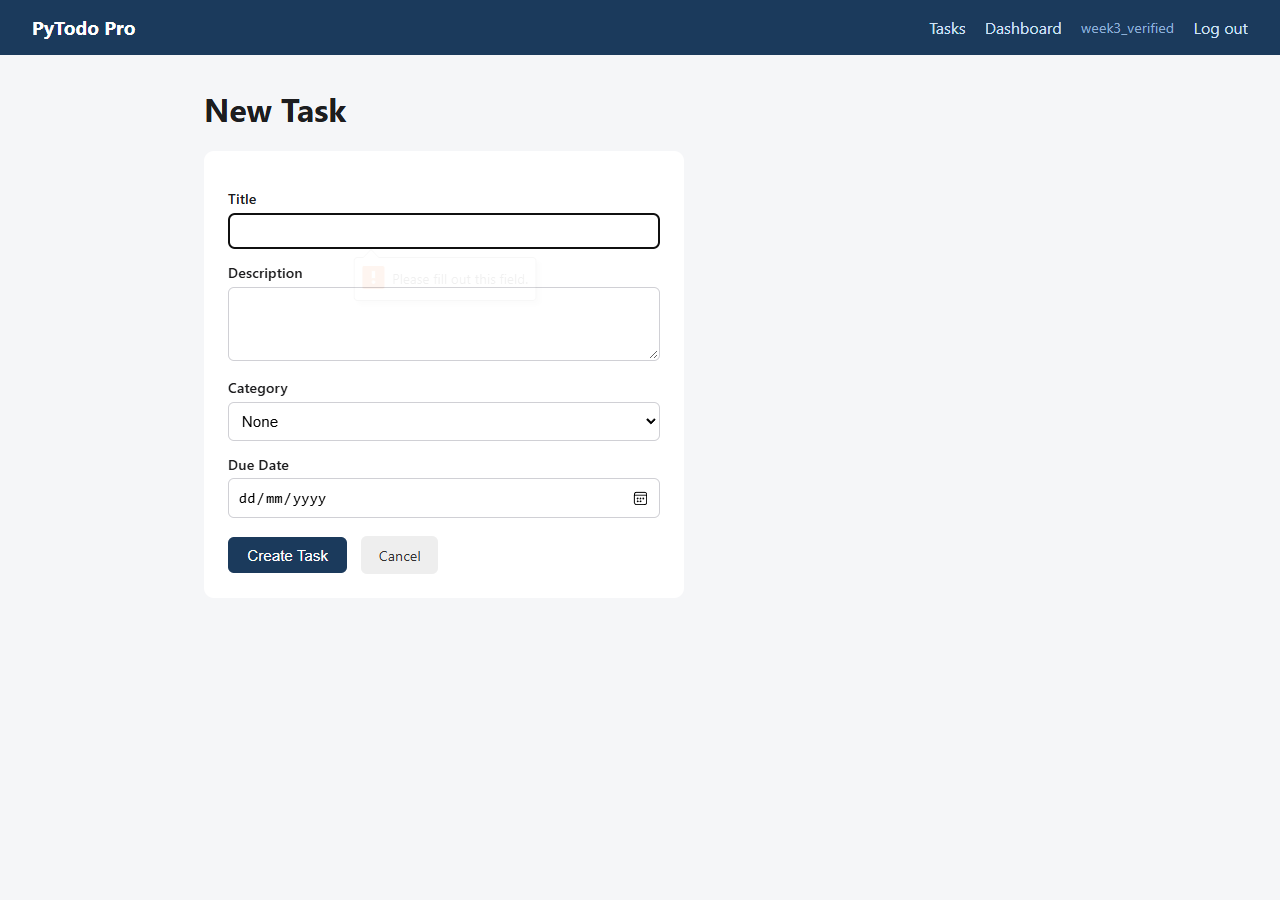 PyTodo Pro
Tasks Dashboard week3_verified Log out
New Task
Title
Please fill out this field.
Description
Category
None
Due Date
dd/mm/yyyy
Create Task Cancel